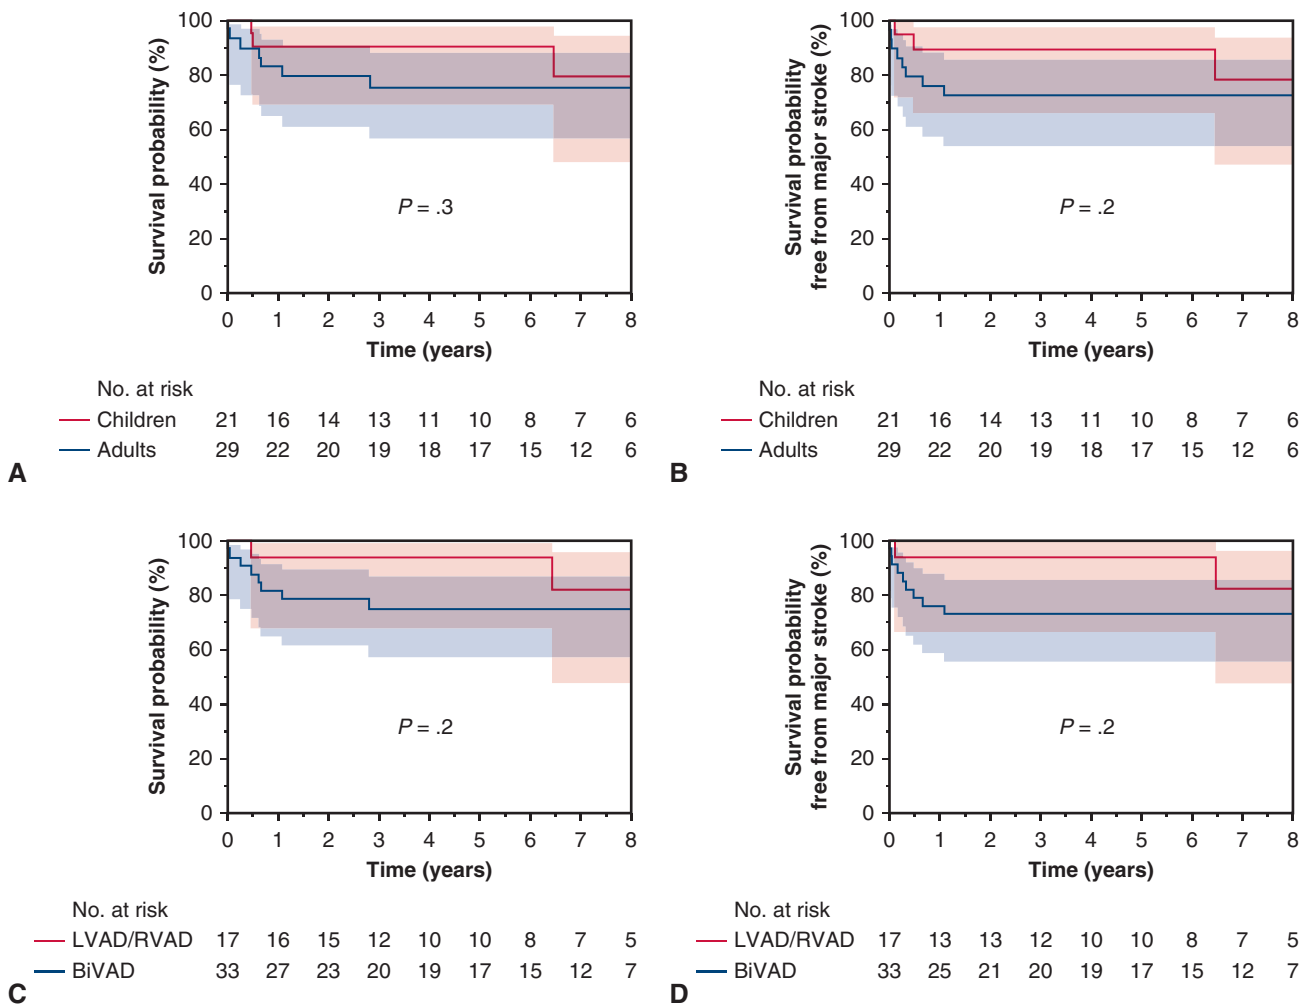 Survival probability (%)
100
80
60
40
20
0
P = .3
0 1 2 3 4 5 6 7 8
Time (years)
No. at risk
Children 21 16 14 13 11 10 8 7 6
Adults 29 22 20 19 18 17 15 12 6
A
Survival probability
free from major stroke (%)
100
80
60
40
20
0
P = .2
0 1 2 3 4 5 6 7 8
Time (years)
No. at risk
Children 21 16 14 13 11 10 8 7 6
Adults 29 22 20 19 18 17 15 12 6
B
Survival probability (%)
100
80
60
40
20
0
P = .2
0 1 2 3 4 5 6 7 8
Time (years)
No. at risk
LVAD/RVAD 17 16 15 12 10 10 8 7 5
BiVAD 33 27 23 20 19 17 15 12 7
C
Survival probability
free from major stroke (%)
100
80
60
40
20
0
P = .2
0 1 2 3 4 5 6 7 8
Time (years)
No. at risk
LVAD/RVAD 17 13 13 12 10 10 8 7 5
BiVAD 33 25 21 20 19 17 15 12 7
D